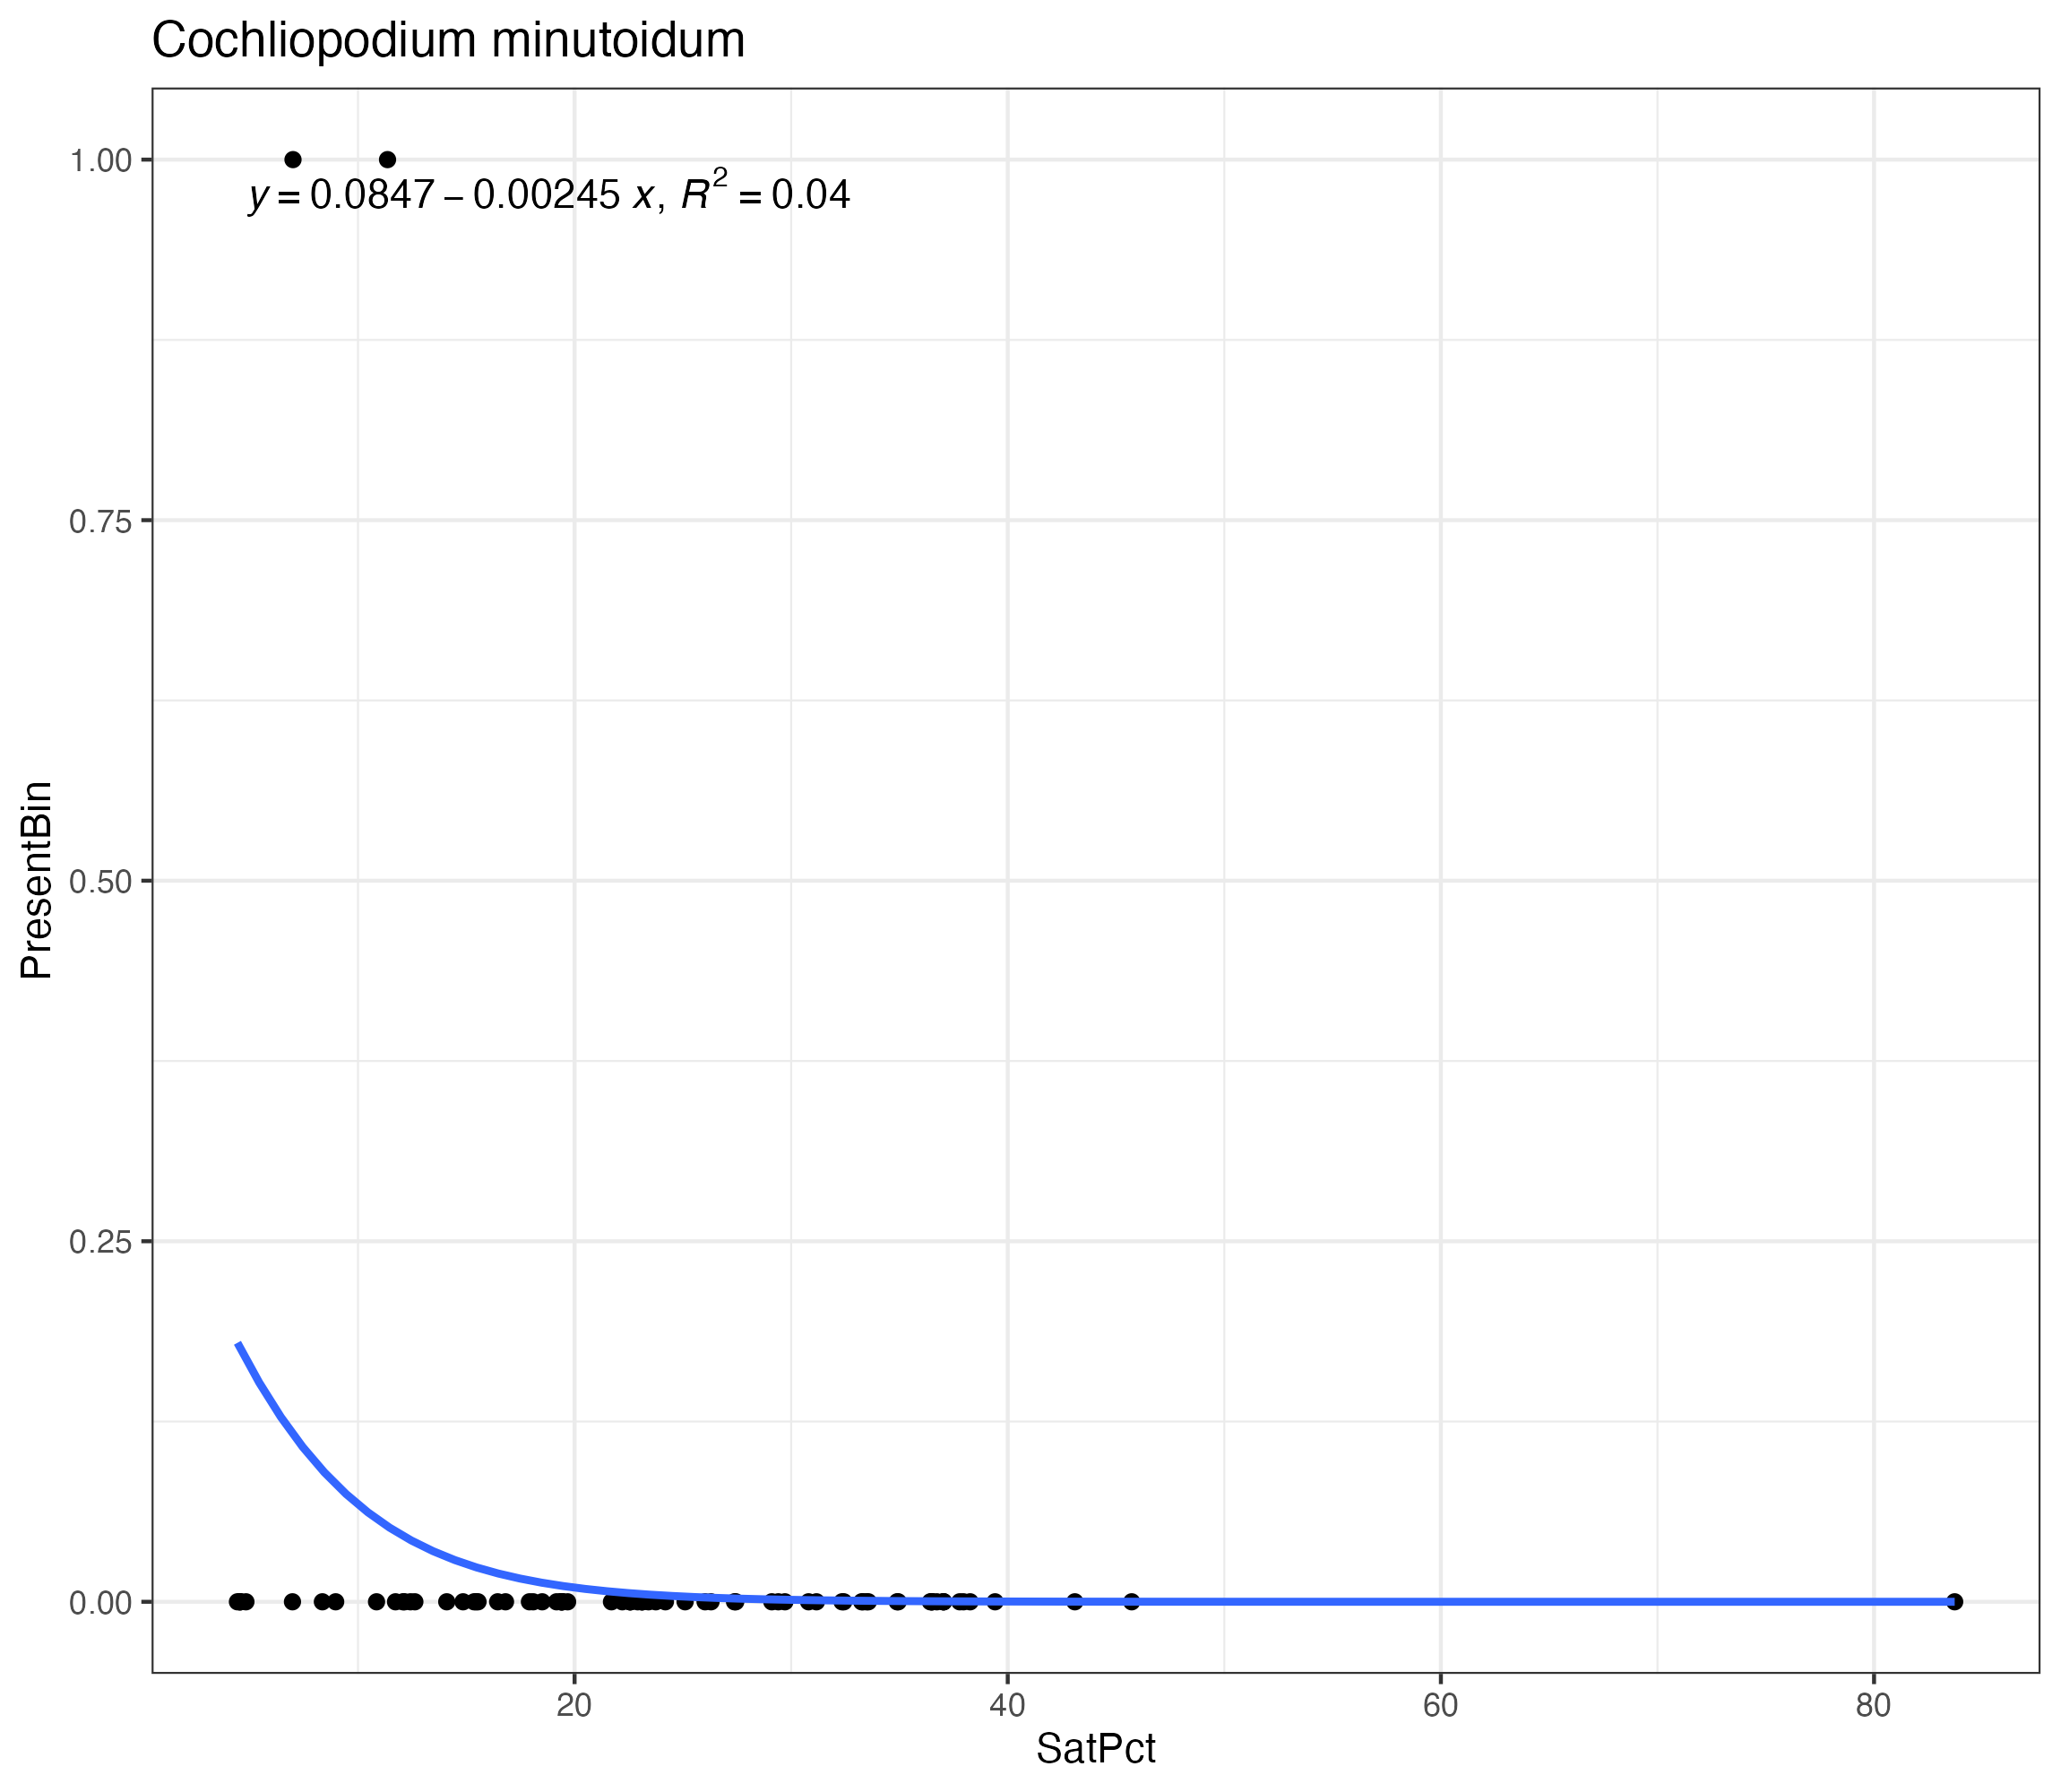 Cochliopodium minutoidum
y = 0.0847 − 0.00245 x, R² = 0.04
1.00
0.75
0.50
0.25
0.00
PresentBin
20 40 60 80
SatPct